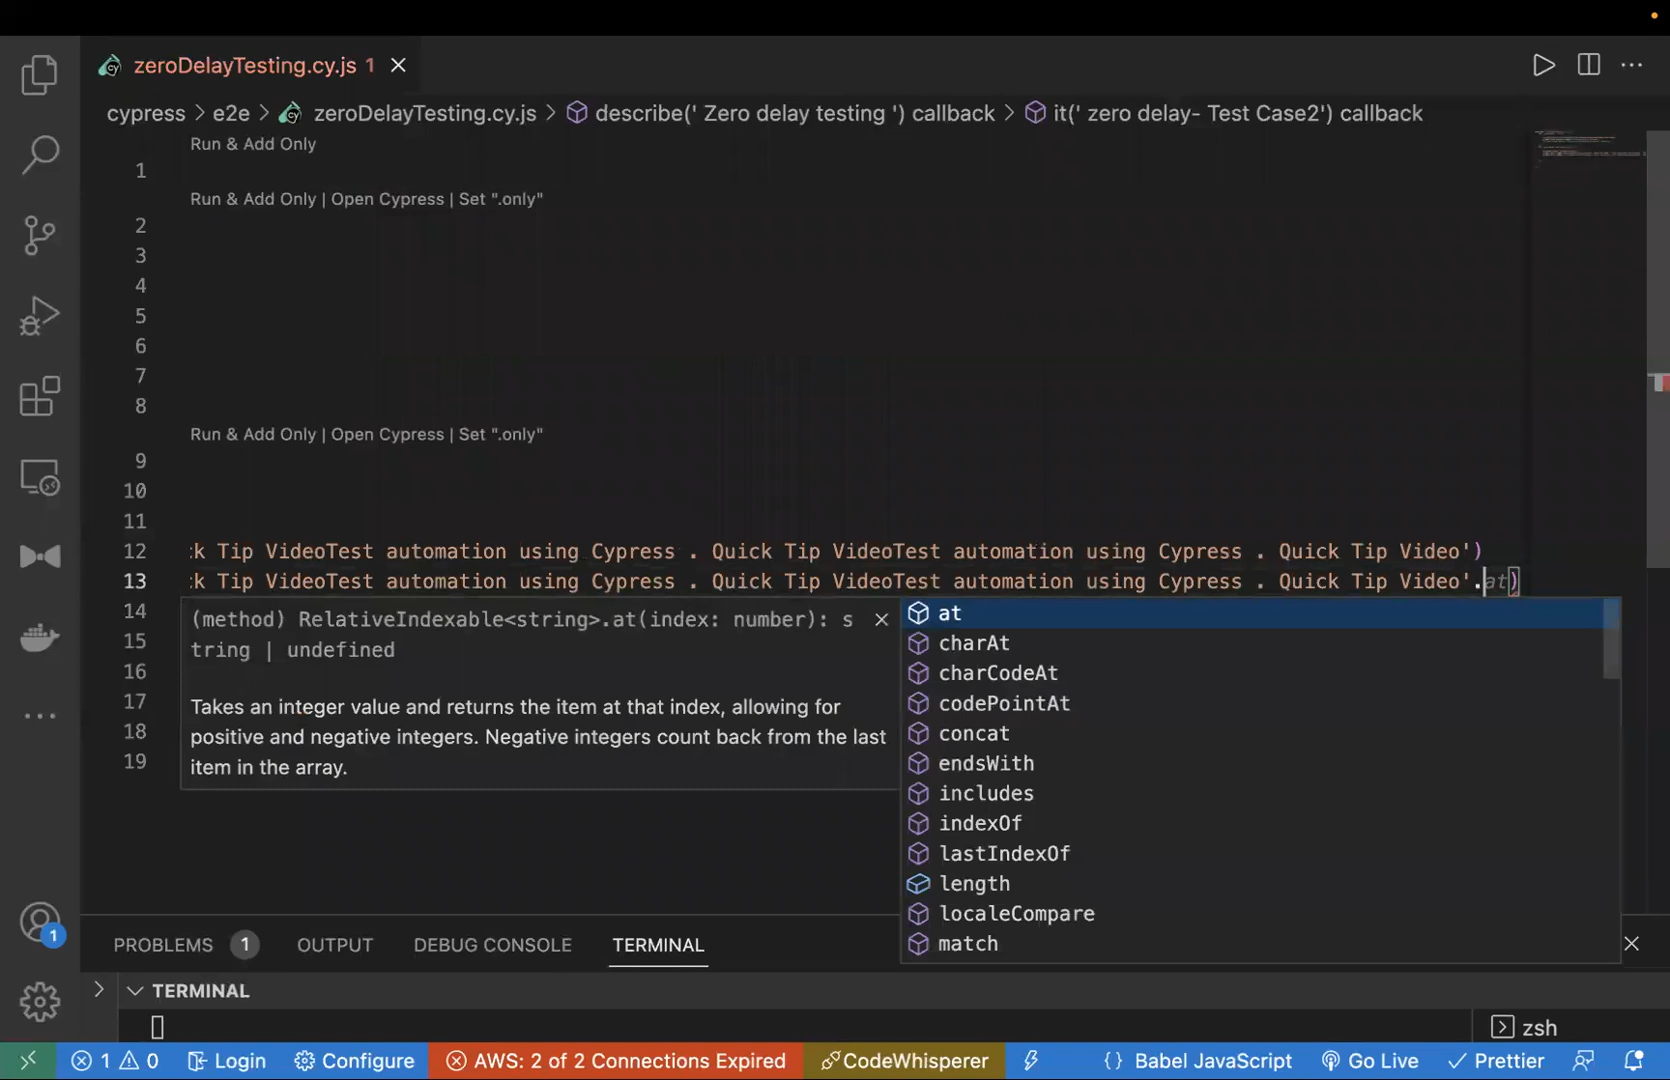 zeroDelayTesting.cy.js 1
cypress > e2e > zeroDelayTesting.cy.js > describe(' Zero delay testing ') callback > it(' zero delay- Test Case2') callback
Run & Add Only
1
Run & Add Only | Open Cypress | Set ".only"
2
3
4
5
6
7
8
Run & Add Only | Open Cypress | Set ".only"
9
10
11
12 k Tip VideoTest automation using Cypress . Quick Tip VideoTest automation using Cypress . Quick Tip Video')
13 k Tip VideoTest automation using Cypress . Quick Tip VideoTest automation using Cypress . Quick Tip Video'.at)
14
15
16
17
18
19
(method) RelativeIndexable<string>.at(index: number): s
tring | undefined
Takes an integer value and returns the item at that index, allowing for
positive and negative integers. Negative integers count back from the last
item in the array.
at
charAt
charCodeAt
codePointAt
concat
endsWith
includes
indexOf
lastIndexOf
length
localeCompare
match
PROBLEMS 1 OUTPUT DEBUG CONSOLE TERMINAL
TERMINAL
zsh
1
1 0 Login Configure AWS: 2 of 2 Connections Expired CodeWhisperer {} Babel JavaScript Go Live Prettier